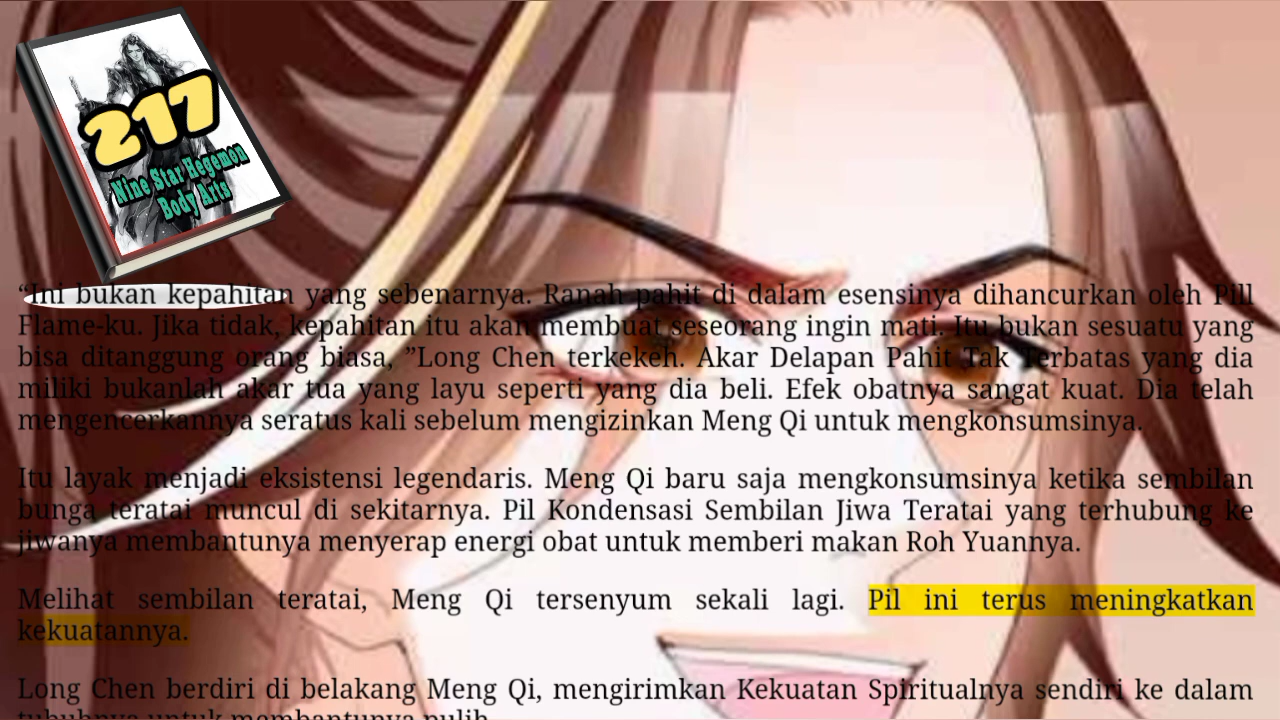 217
Nine Star Hegemon
Body Arts
“Ini bukan kepahitan yang sebenarnya. Ranah pahit di dalam esensinya dihancurkan oleh Pill
Flame-ku. Jika tidak, kepahitan itu akan membuat seseorang ingin mati. Itu bukan sesuatu yang
bisa ditanggung orang biasa, ”Long Chen terkekeh. Akar Delapan Pahit Tak Terbatas yang dia
miliki bukanlah akar tua yang layu seperti yang dia beli. Efek obatnya sangat kuat. Dia telah
mengencerkannya seratus kali sebelum mengizinkan Meng Qi untuk mengkonsumsinya.
Itu layak menjadi eksistensi legendaris. Meng Qi baru saja mengkonsumsinya ketika sembilan
bunga teratai muncul di sekitarnya. Pil Kondensasi Sembilan Jiwa Teratai yang terhubung ke
jiwanya membantunya menyerap energi obat untuk memberi makan Roh Yuannya.
Melihat sembilan teratai, Meng Qi tersenyum sekali lagi. Pil ini terus meningkatkan
kekuatannya.
Long Chen berdiri di belakang Meng Qi, mengirimkan Kekuatan Spiritualnya sendiri ke dalam
tubuhnya untuk membantunya pulih.